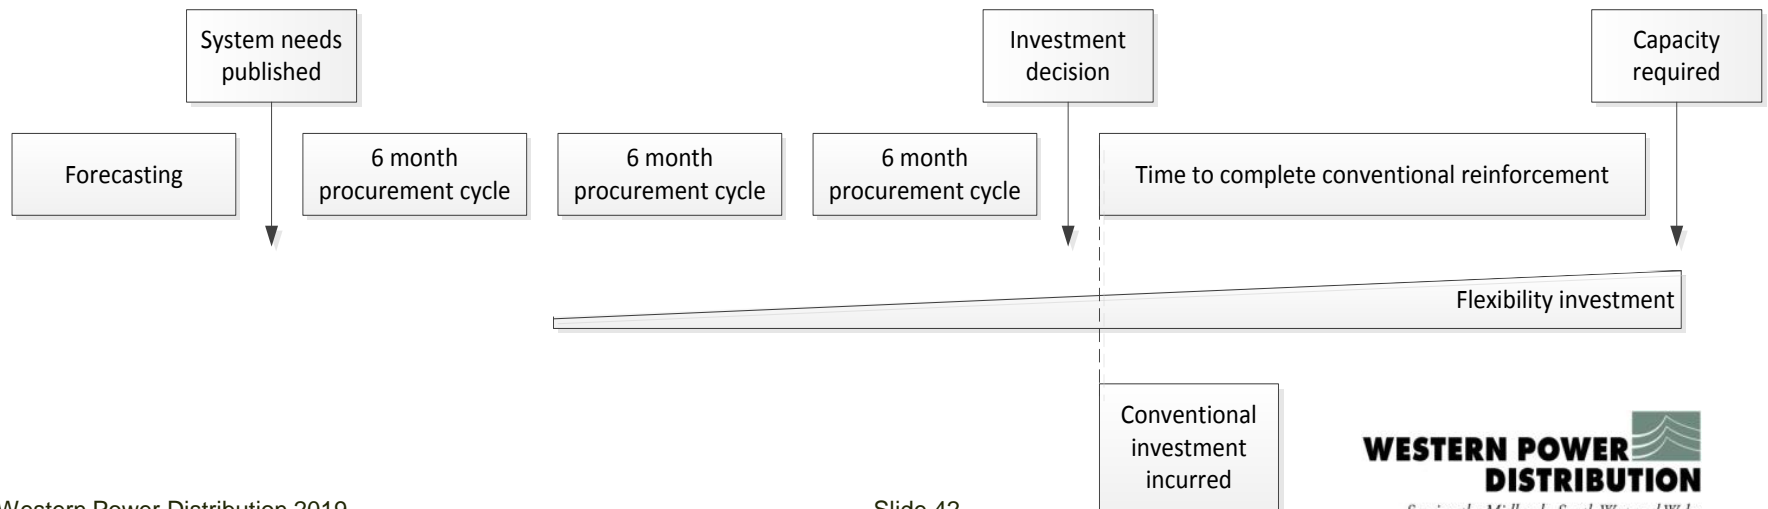 System needs
published
Investment
decision
Capacity
required
Forecasting
6 month
procurement cycle
6 month
procurement cycle
6 month
procurement cycle
Time to complete conventional reinforcement
Flexibility investment
Conventional
investment
incurred
WESTERN POWER
DISTRIBUTION
Western Power Distribution 2019
Slide 42